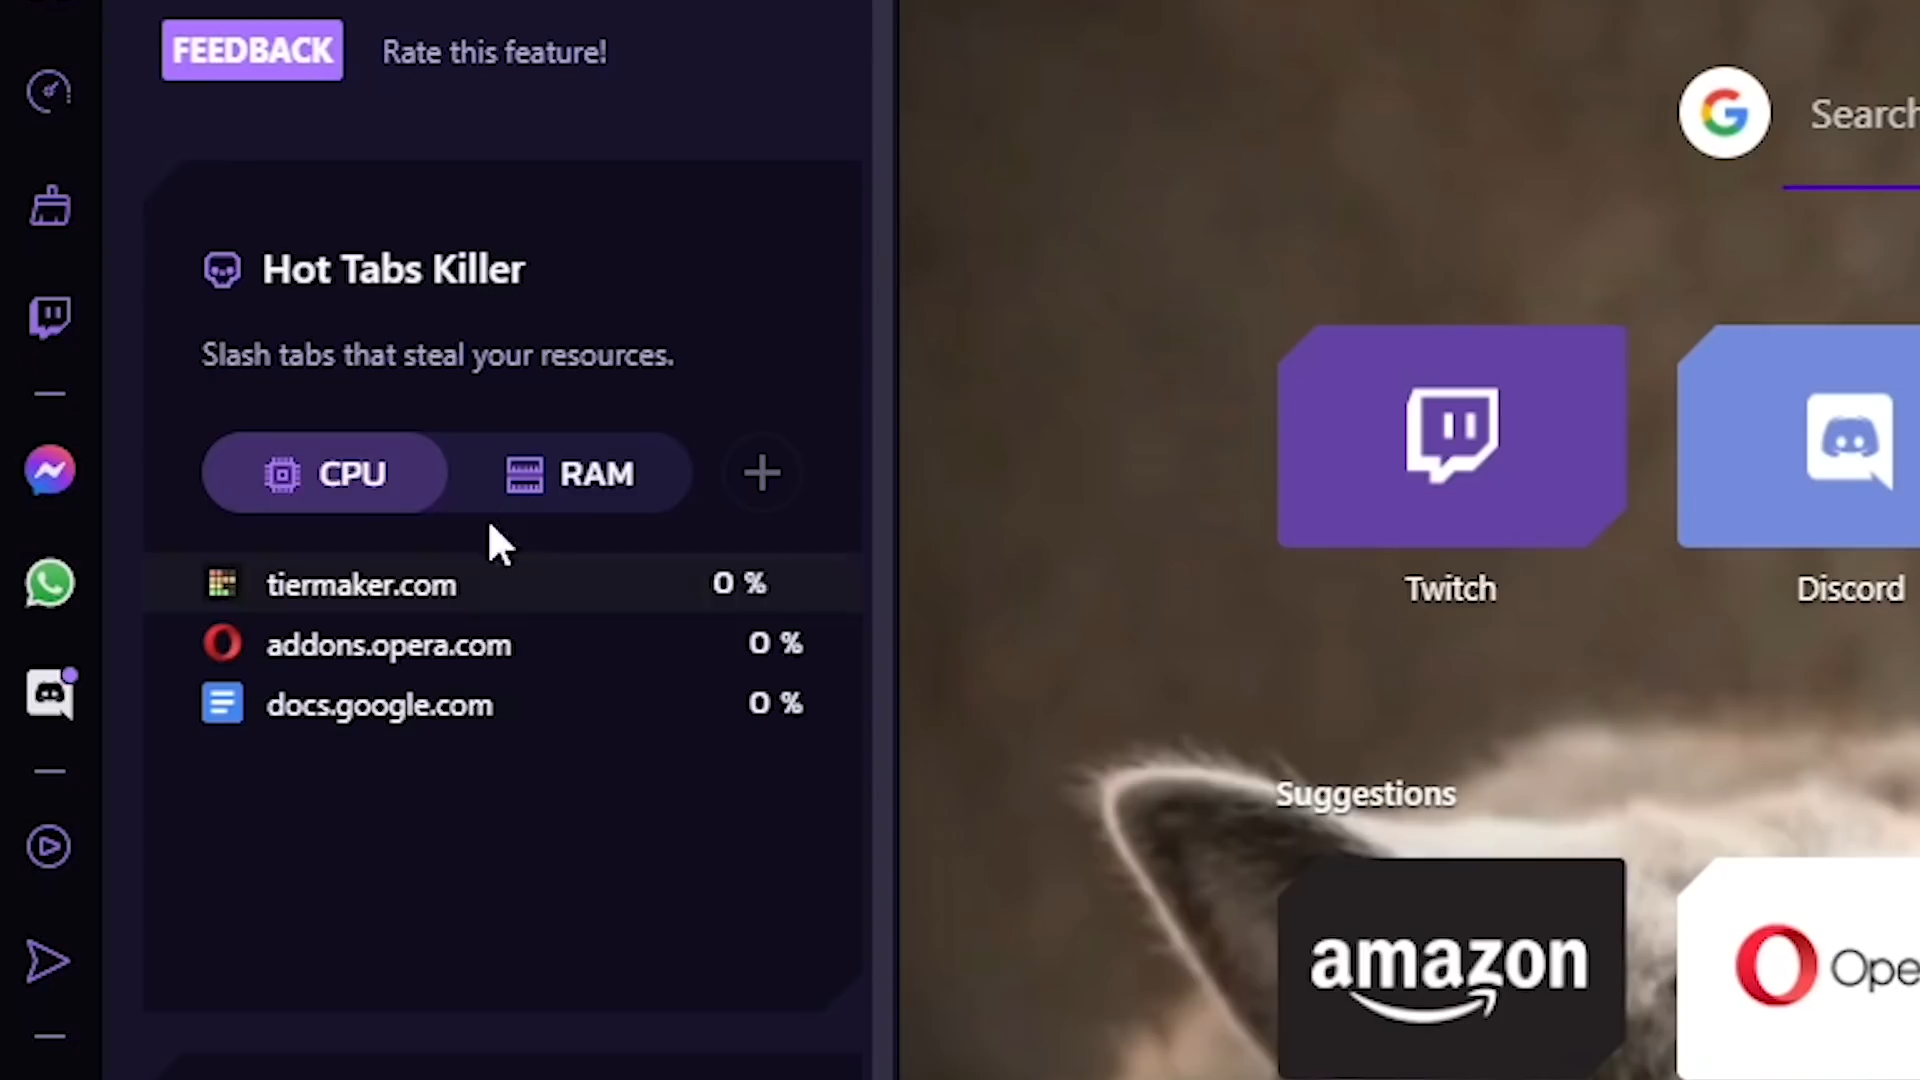 FEEDBACK
Rate this feature!
Hot Tabs Killer
Slash tabs that steal your resources.
CPU
RAM
tiermaker.com
0 %
addons.opera.com
0 %
docs.google.com
0 %
G
Search
Twitch
Discord
Suggestions
amazon
Ope